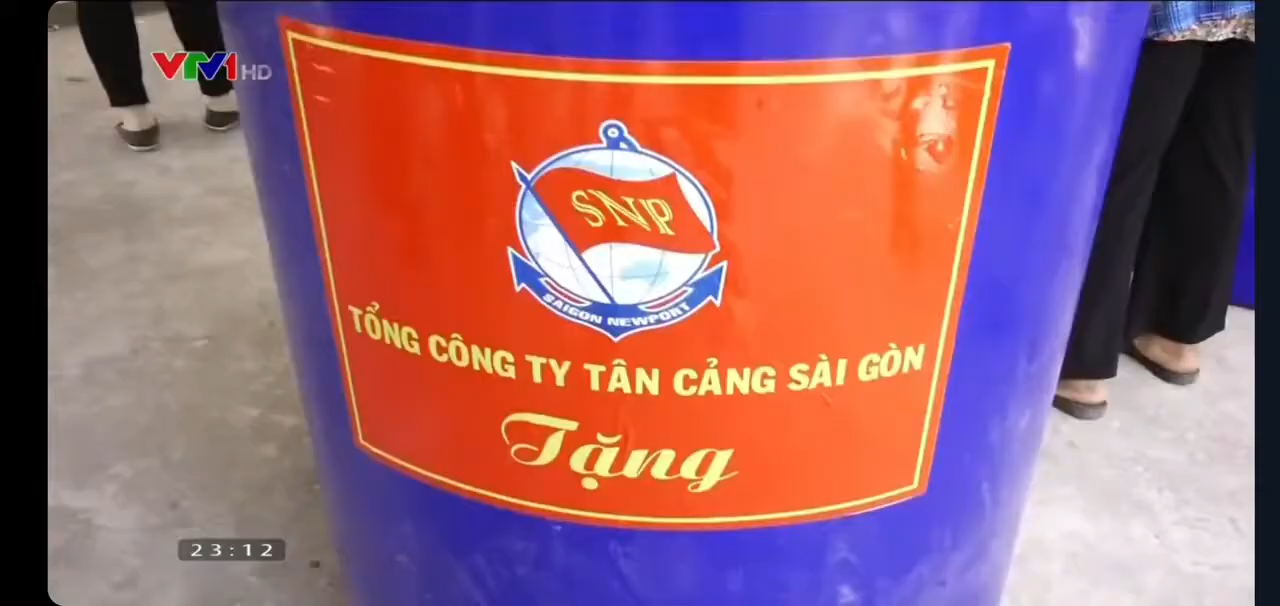 VTV1 HD
SNP
SAIGON NEWPORT
TỔNG CÔNG TY TÂN CẢNG SÀI GÒN
Tặng
23:12